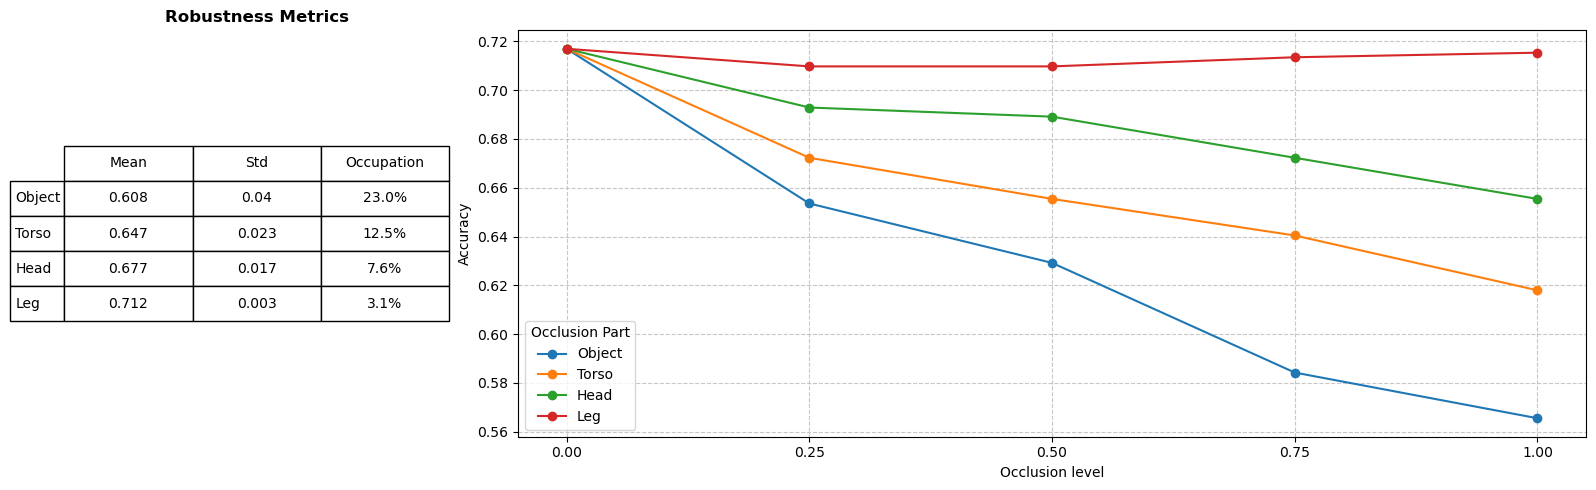 Robustness Metrics
Mean Std Occupation
Object 0.608 0.04 23.0%
Torso 0.647 0.023 12.5%
Head 0.677 0.017 7.6%
Leg 0.712 0.003 3.1%
Accuracy
0.72
0.70
0.68
0.66
0.64
0.62
0.60
0.58
0.56
Occlusion Part
Object
Torso
Head
Leg
0.00 0.25 0.50 0.75 1.00
Occlusion level